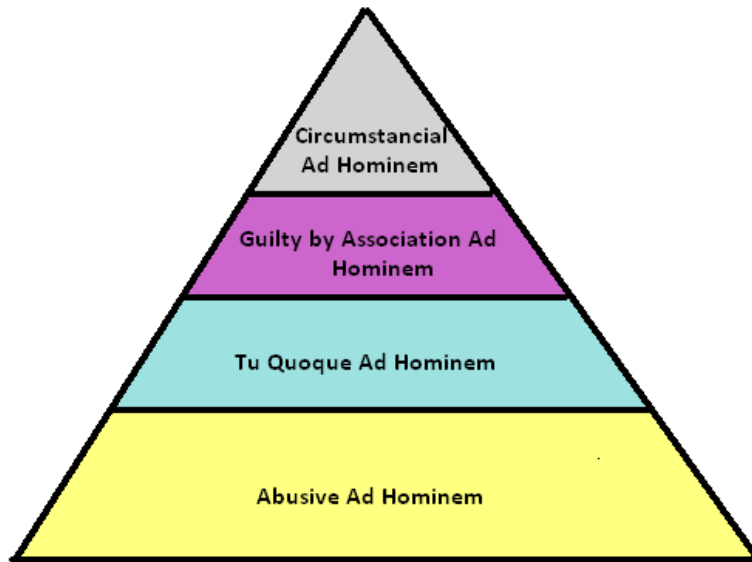 Circumstancial
Ad Hominem
Guilty by Association Ad
Hominem
Tu Quoque Ad Hominem
Abusive Ad Hominem